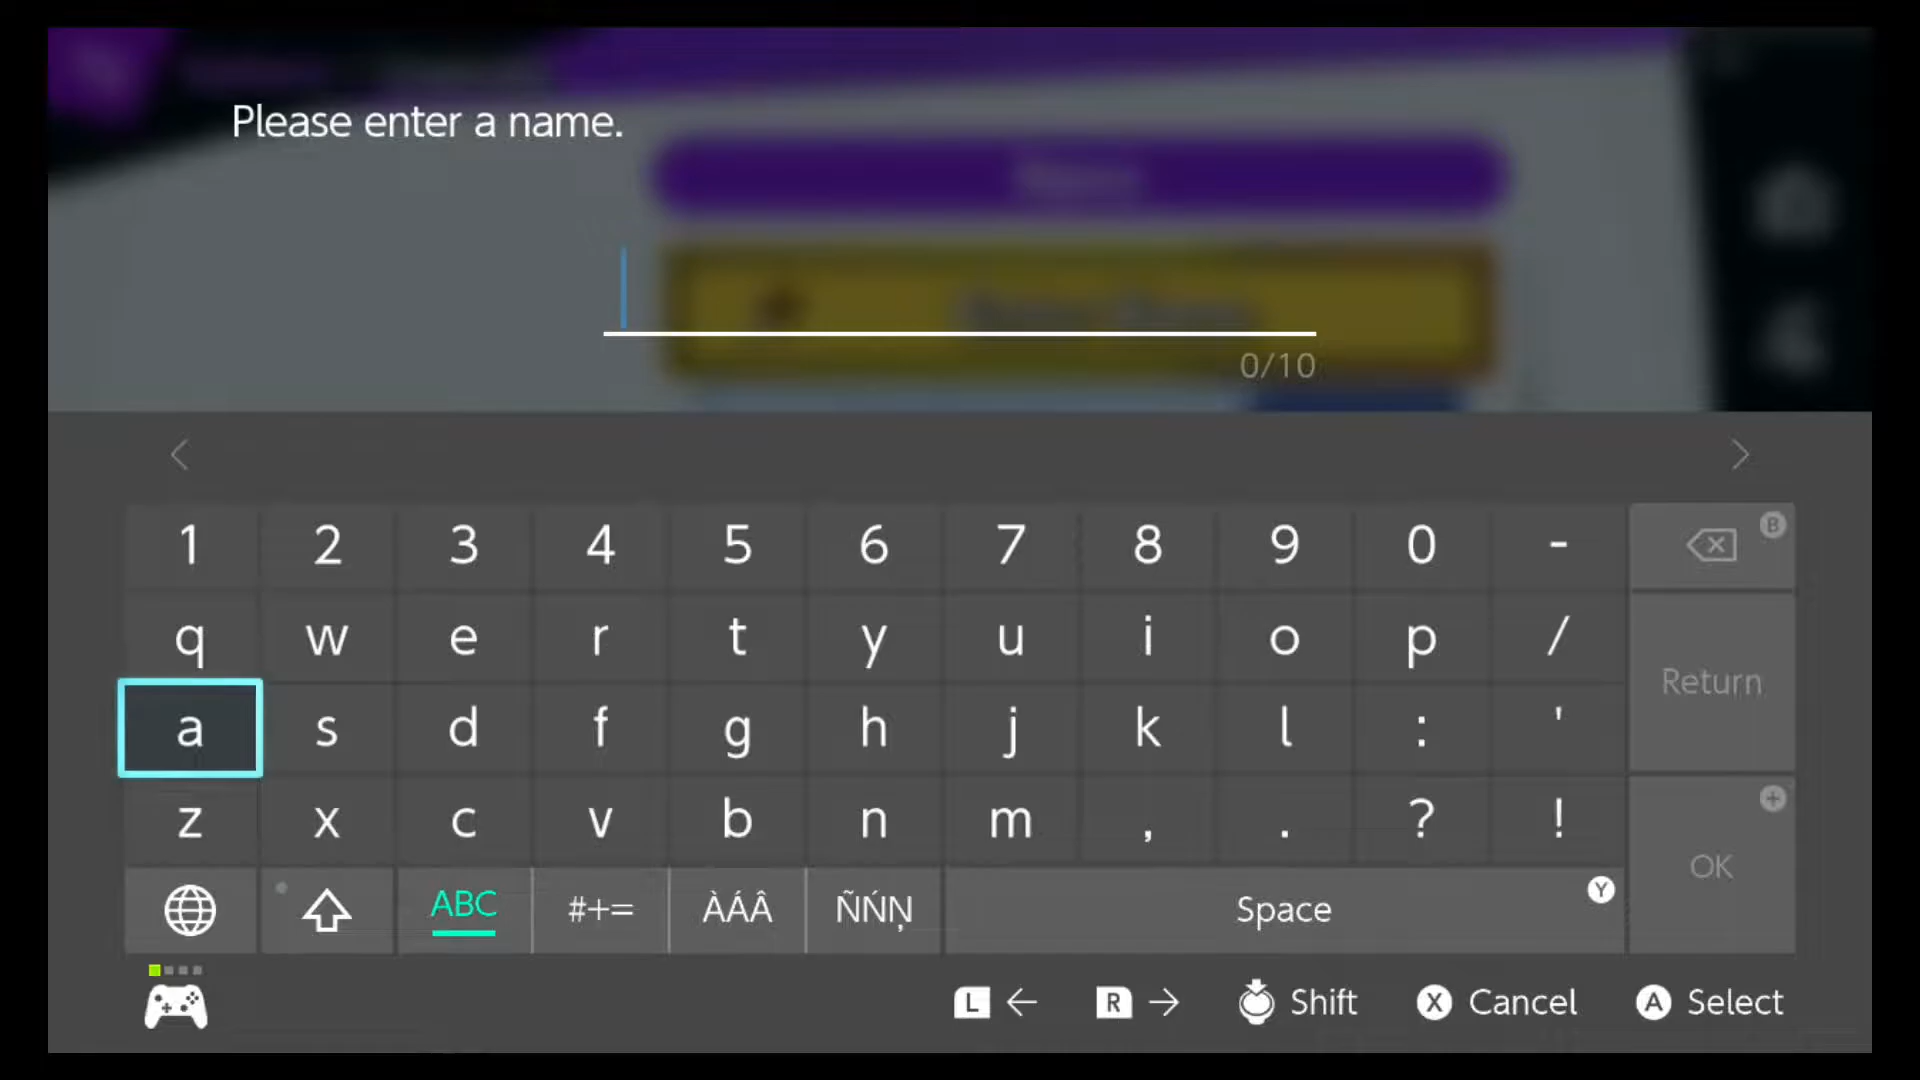 Please enter a name.
0/10
1 2 3 4 5 6 7 8 9 0 - B
q w e r t y u i o p /
Return
a s d f g h j k l : '
z x c v b n m , . ? ! +
OK
ABC #+= ÀÁÂ ÑŃŅ Space Y
L ← R → Shift X Cancel A Select